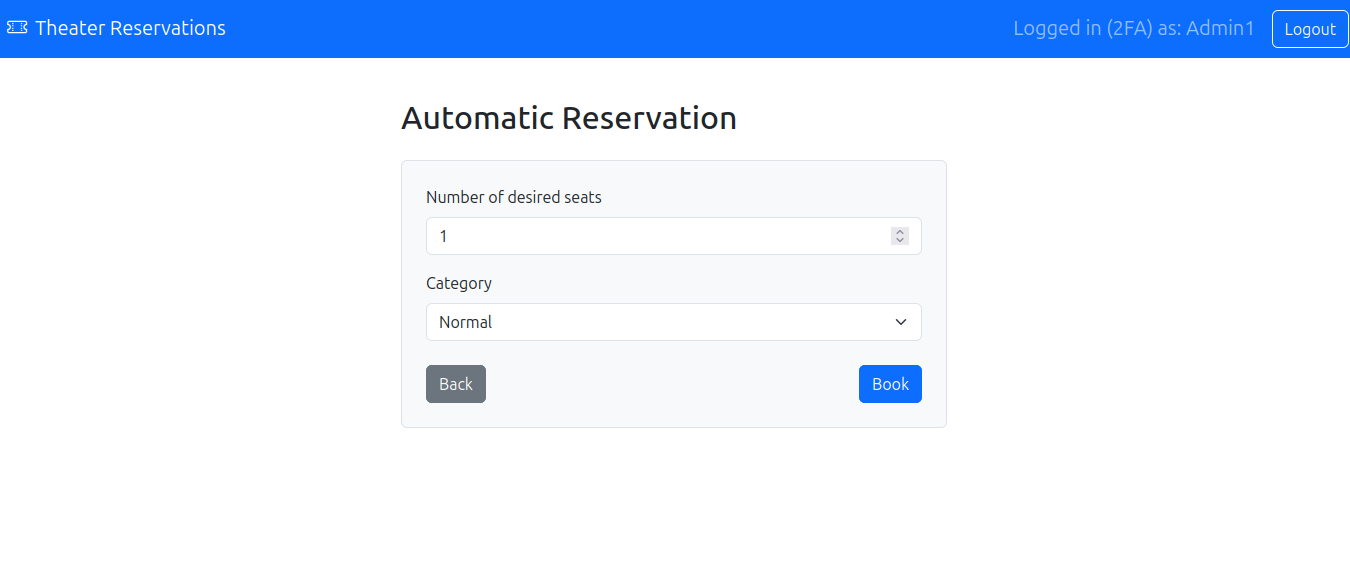 Theater Reservations
Logged in (2FA) as: Admin1
Logout
Automatic Reservation
Number of desired seats
1
Category
Normal
Back
Book